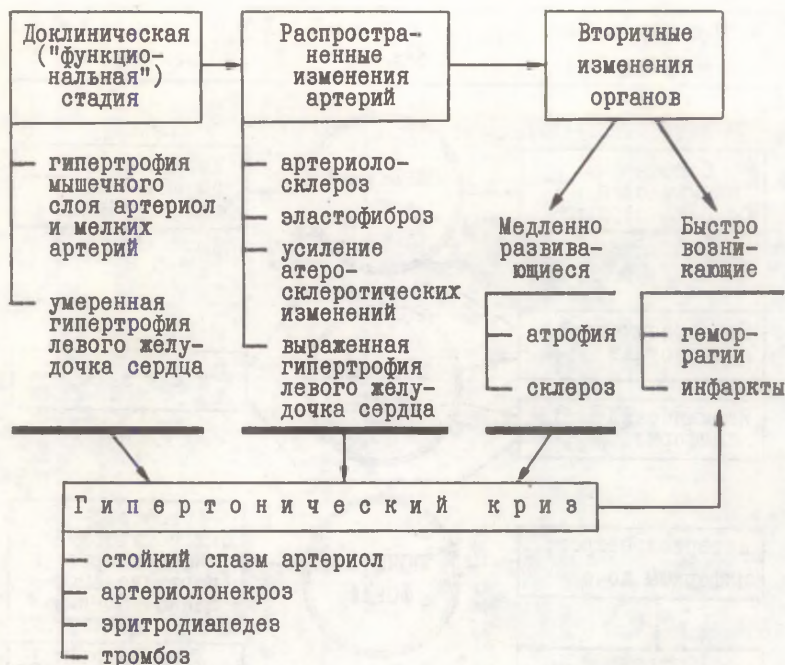 Доклиническая
("функцио-
нальная")
стадия
Распростра-
ненные
изменения
артерий
Вторичные
изменения
органов
гипертрофия
мышечного
слоя артериол
и мелких
артерий
умеренная
гипертрофия
левого желу-
дочка сердца
артериоло-
склероз
эластофиброз
усиление
атеро-
склеротических
изменений
выраженная
гипертрофия
левого желу-
дочка сердца
Медленно
развива-
ющиеся
атрофия
склероз
Быстро
возни-
кающие
гемор-
рагии
инфаркты
Гипертонический криз
стойкий спазм артериол
артериолонекроз
эритродиапедез
тромбоз